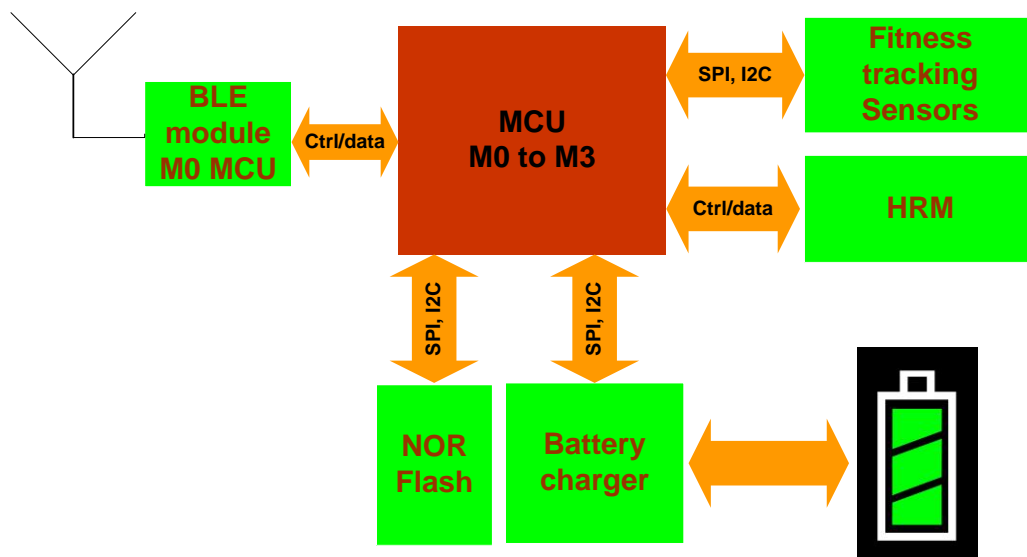 BLE
module
M0 MCU
Ctrl/data
MCU
M0 to M3
SPI, I2C
Fitness
tracking
Sensors
Ctrl/data
HRM
SPI, I2C
SPI, I2C
NOR
Flash
Battery
charger